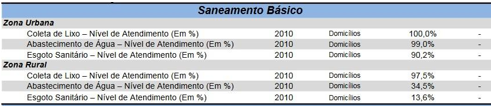 Saneamento Básico
Zona Urbana
Coleta de Lixo – Nível de Atendimento (Em %) 2010 Domicílios 100,0% -
Abastecimento de Água – Nível de Atendimento (Em %) 2010 Domicílios 99,0% -
Esgoto Sanitário – Nível de Atendimento (Em %) 2010 Domicílios 90,2% -
Zona Rural
Coleta de Lixo – Nível de Atendimento (Em %) 2010 Domicílios 97,5% -
Abastecimento de Água – Nível de Atendimento (Em %) 2010 Domicílios 34,5% -
Esgoto Sanitário – Nível de Atendimento (Em %) 2010 Domicílios 13,6% -